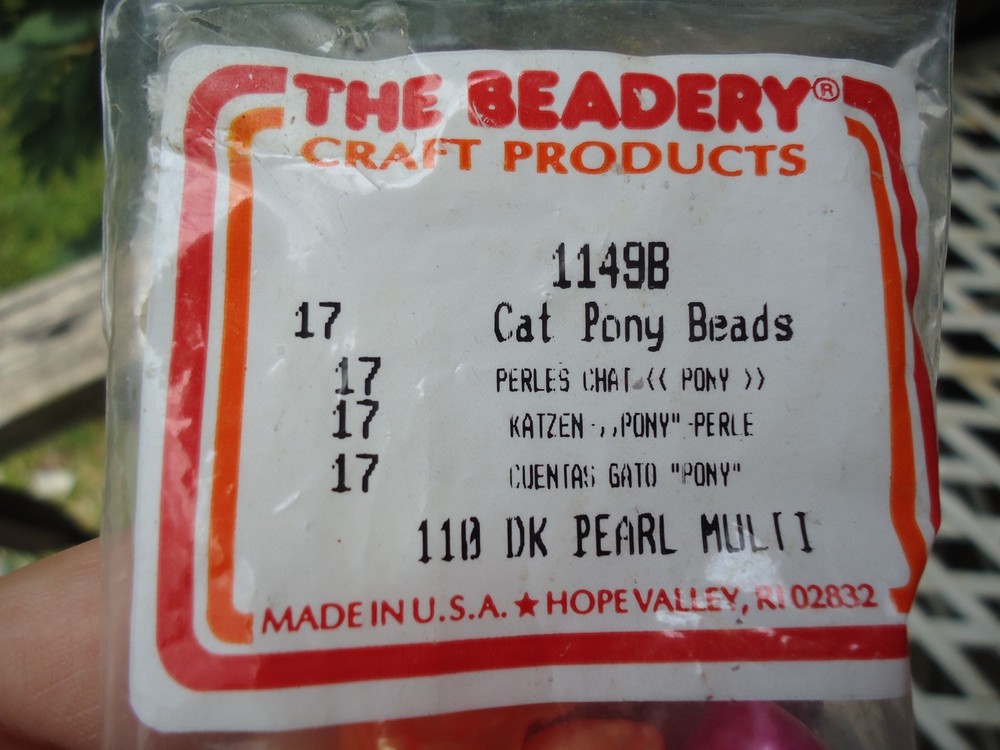 THE BEADERY®
CRAFT PRODUCTS
1149B
17 Cat Pony Beads
17 PERLES CHAT << PONY >>
17 KATZEN-,,PONY"-PERLE
17 CUENTAS GATO "PONY"
110 DK PEARL MULTI
MADE IN U.S.A. ★ HOPE VALLEY, RI 02832